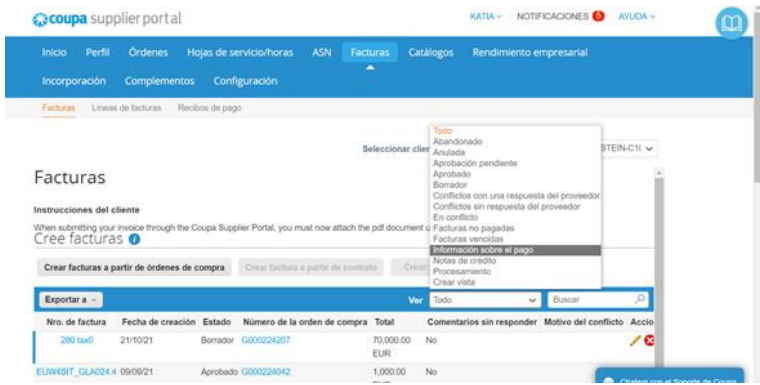 coupa supplier portal
KATIA NOTIFICACIONES 5 AYUDA
Inicio Perfil Órdenes Hojas de servicio/horas ASN Facturas Catálogos Rendimiento empresarial
Incorporación Complementos Configuración
Facturas Líneas de facturas Recibos de pago
Seleccionar clien STEIN-C1(
Todo
Abandonado
Anulada
Aprobación pendiente
Aprobado
Borrador
Conflictos con una respuesta del proveedor
Conflictos sin respuesta del proveedor
En conflicto
Facturas no pagadas
Facturas vencidas
Información sobre el pago
Notas de crédito
Procesamiento
Crear vista
Facturas
Instrucciones del cliente
When submitting your invoice through the Coupa Supplier Portal, you must now attach the pdf document u
Cree facturas
Crear facturas a partir de órdenes de compra Crear factura a partir de contrato Crear
Exportar a Ver Todo Buscar
Nro. de factura Fecha de creación Estado Número de la orden de compra Total Comentarios sin responder Motivo del conflicto Accio
280 tax0 21/10/21 Borrador G000224207 70,000.00 No
EUR
EUW4SIT_GLA024.4 09/09/21 Aprobado G000224042 1,000.00 No
EUR
Chatear con el Soporte de Coupa